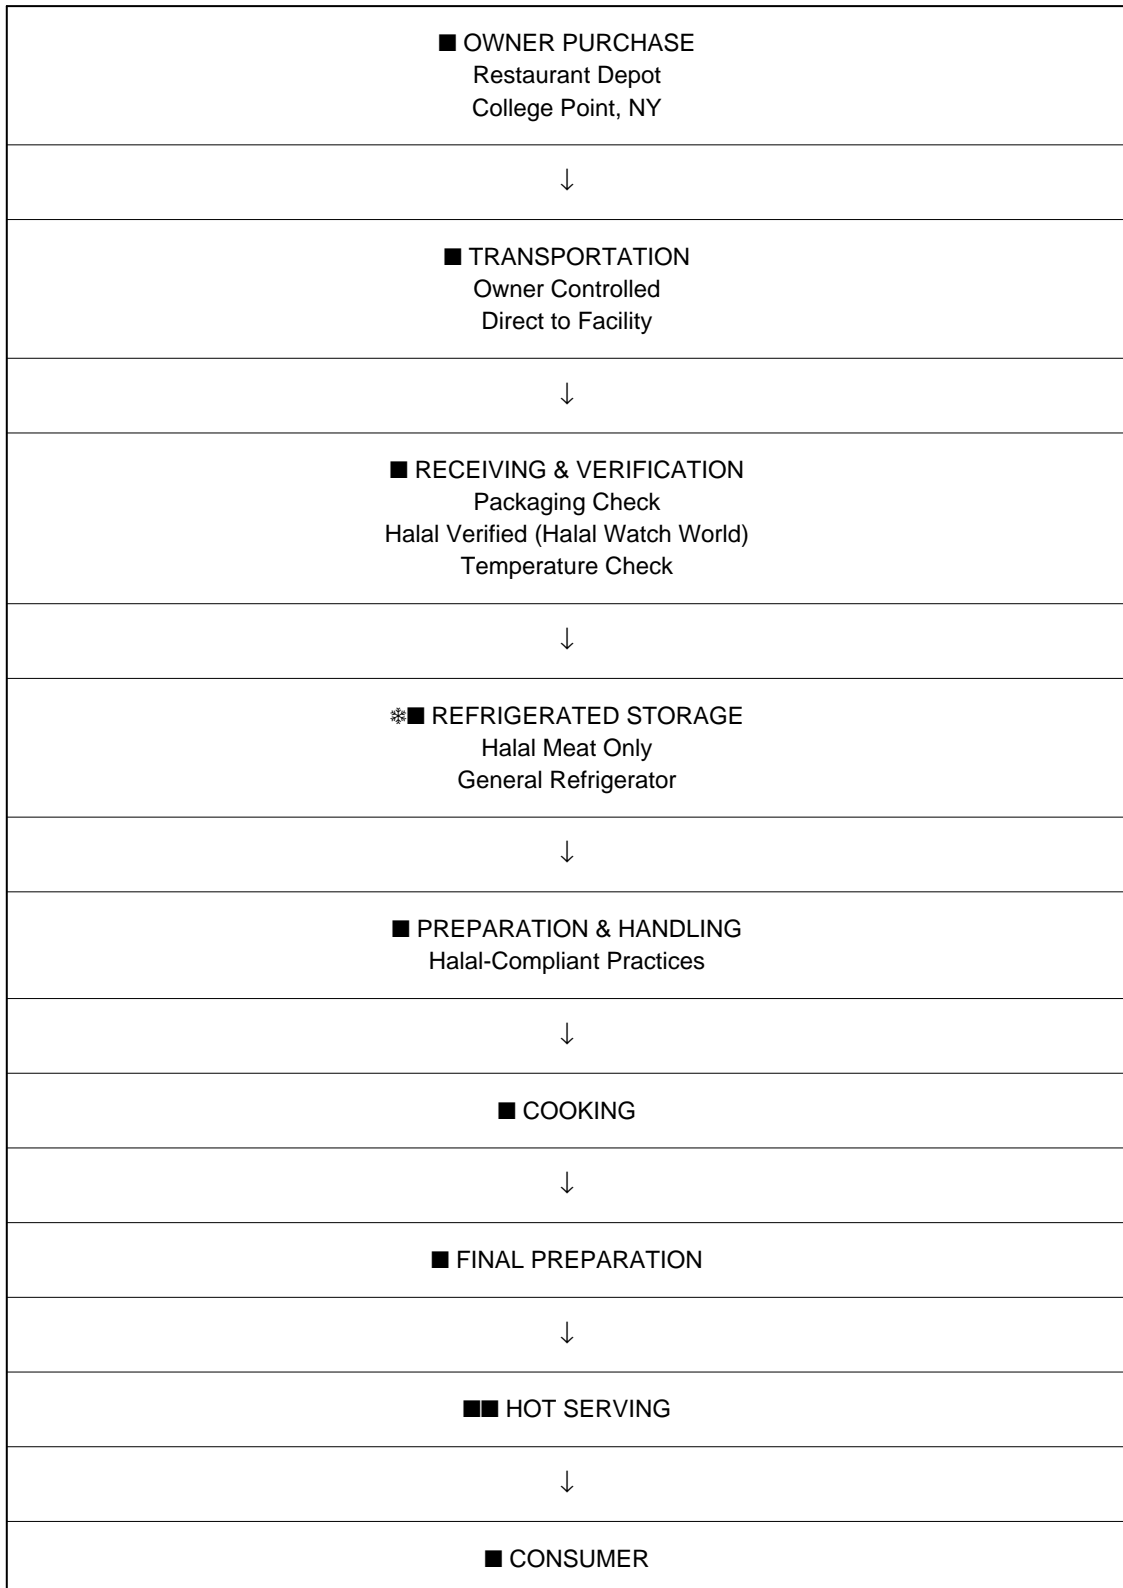 ■ OWNER PURCHASE
Restaurant Depot
College Point, NY
↓
■ TRANSPORTATION
Owner Controlled
Direct to Facility
↓
■ RECEIVING & VERIFICATION
Packaging Check
Halal Verified (Halal Watch World)
Temperature Check
↓
❄■ REFRIGERATED STORAGE
Halal Meat Only
General Refrigerator
↓
■ PREPARATION & HANDLING
Halal-Compliant Practices
↓
■ COOKING
↓
■ FINAL PREPARATION
↓
■■ HOT SERVING
↓
■ CONSUMER